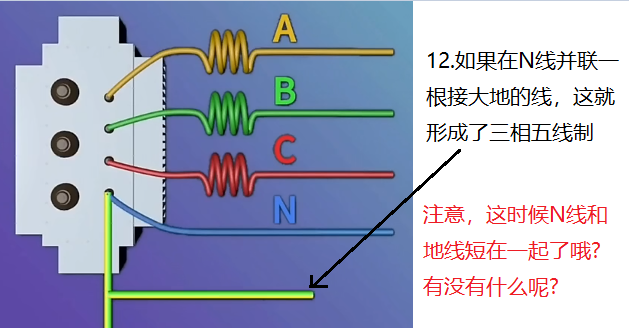 A
B
C
N
12.如果在N线并联一
根接大地的线，这就
形成了三相五线制
注意，这时候N线和
地线短在一起了哦?
有没有什么呢?